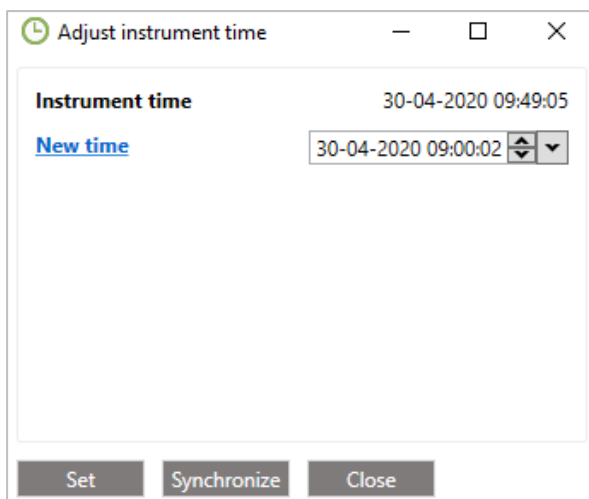 Adjust instrument time
Instrument time 30-04-2020 09:49:05
New time 30-04-2020 09:00:02
Set Synchronize Close